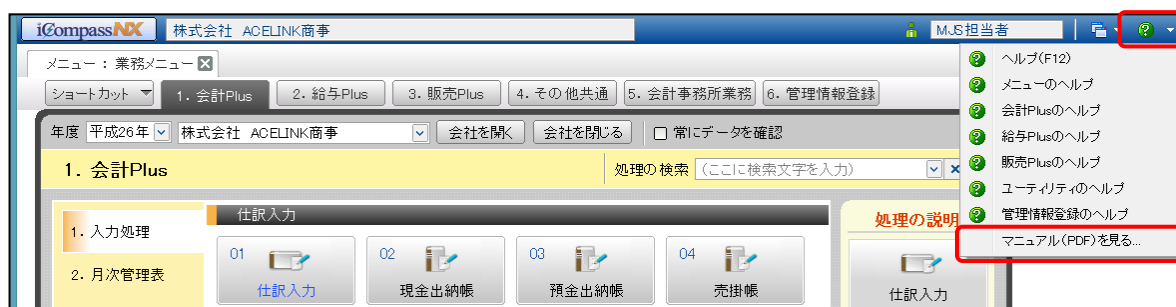 iCompassNX 株式会社 ACELINK商事 MJS担当者
メニュー：業務メニュー
ショートカット 1. 会計Plus 2. 給与Plus 3. 販売Plus 4. その他共通 5. 会計事務所業務 6. 管理情報登録
年度 平成26年 株式会社 ACELINK商事 会社を開く 会社を閉じる 常にデータを確認
1. 会計Plus 処理の検索 (ここに検索文字を入力)
1. 入力処理
2. 月次管理表
仕訳入力
01 仕訳入力
02 現金出納帳
03 預金出納帳
04 売掛帳
処理の説明
仕訳入力
ヘルプ(F12)
メニューのヘルプ
会計Plusのヘルプ
給与Plusのヘルプ
販売Plusのヘルプ
ユーティリティのヘルプ
管理情報登録のヘルプ
マニュアル(PDF)を見る...